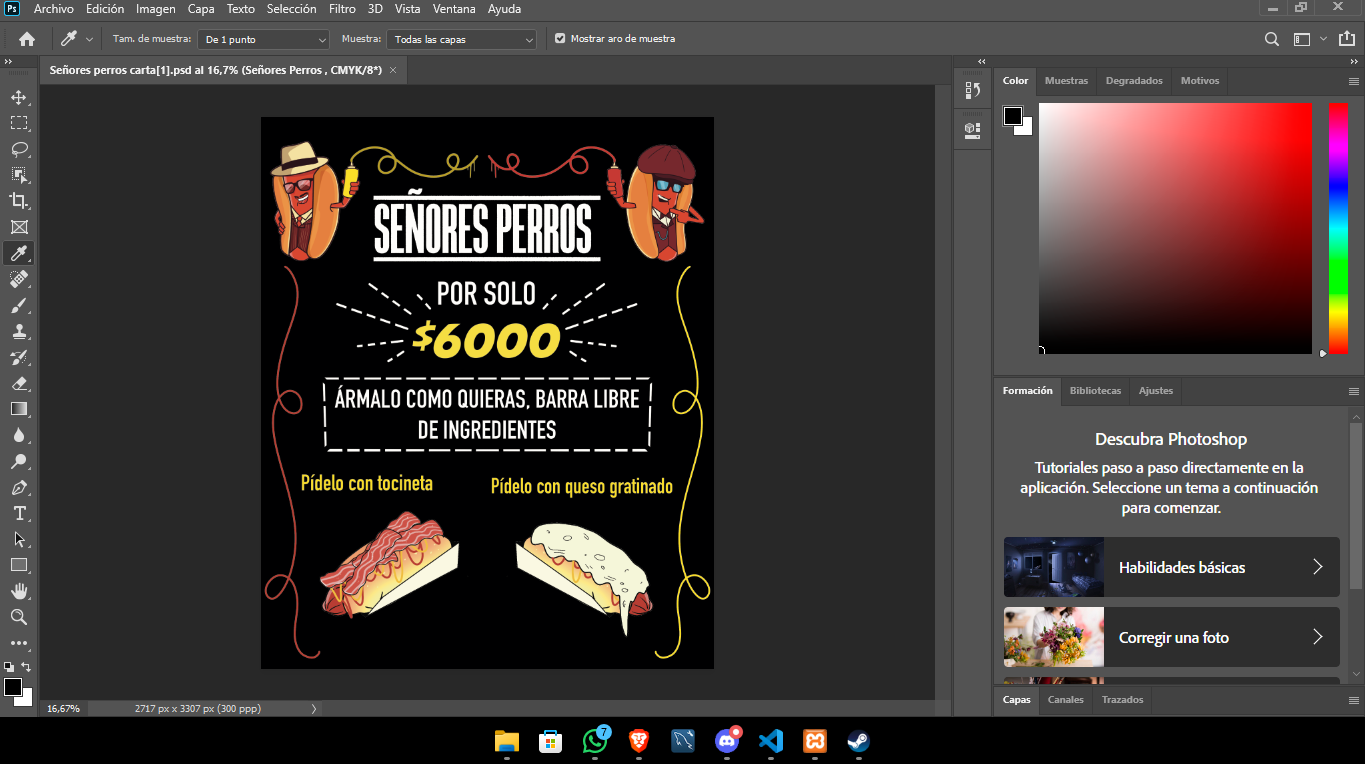 Ps Archivo Edición Imagen Capa Texto Selección Filtro 3D Vista Ventana Ayuda
Tam. de muestra: De 1 punto Muestra: Todas las capas Mostrar aro de muestra
Señores perros carta[1].psd al 16,7% (Señores Perros , CMYK/8*) ×
SEÑORES PERROS
POR SOLO
$6000
ÁRMALO COMO QUIERAS, BARRA LIBRE
DE INGREDIENTES
Pídelo con tocineta
Pídelo con queso gratinado
Color Muestras Degradados Motivos
Formación Bibliotecas Ajustes
Descubra Photoshop
Tutoriales paso a paso directamente en la
aplicación. Seleccione un tema a continuación
para comenzar.
Habilidades básicas
Corregir una foto
Capas Canales Trazados
16,67% 2717 px x 3307 px (300 ppp)
7